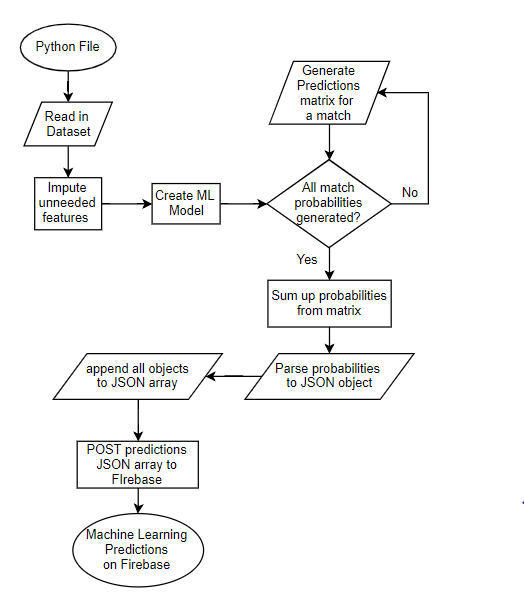 Python File
Read in
Dataset
Impute
unneeded
features
Create ML
Model
Generate
Predictions
matrix for
a match
All match
probabilities
generated?
No
Yes
Sum up probabilities
from matrix
Parse probabilities
to JSON object
append all objects
to JSON array
POST predictions
JSON array to
FIrebase
Machine Learning
Predictions
on Firebase